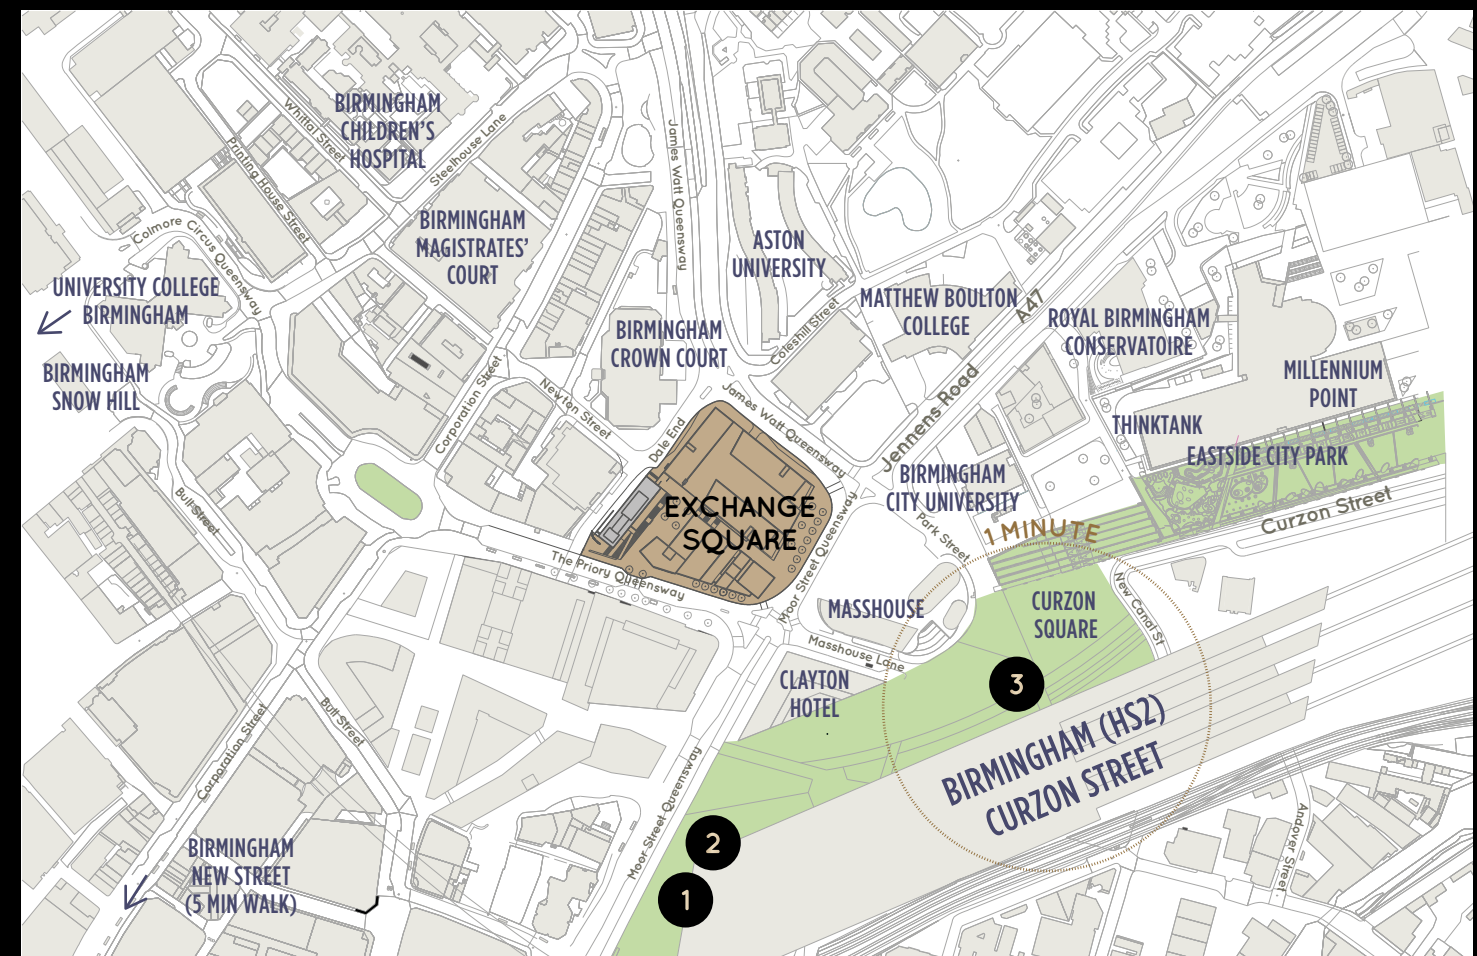 BIRMINGHAM
CHILDREN'S
HOSPITAL
Whittal Street
Printing House Street
Steelhouse Lane
James Watt Queensway
Colmore Circus Queensway
BIRMINGHAM
MAGISTRATES'
COURT
ASTON
UNIVERSITY
UNIVERSITY COLLEGE
BIRMINGHAM
MATTHEW BOULTON
COLLEGE
A47
ROYAL BIRMINGHAM
CONSERVATOIRE
BIRMINGHAM
CROWN COURT
Coleshill Street
BIRMINGHAM
SNOW HILL
MILLENNIUM
POINT
Corporation Street
Newton Street
James Watt Queensway
Jennens Road
Dale End
THINKTANK
EASTSIDE CITY PARK
BIRMINGHAM
CITY UNIVERSITY
Bull Street
EXCHANGE
SQUARE
Curzon Street
Park Street
1 MINUTE
The Priory Queensway
Moor Street Queensway
MASSHOUSE
CURZON
SQUARE
New Canal St
Masshouse Lane
CLAYTON
HOTEL
3
BIRMINGHAM (HS2)
CURZON STREET
Corporation Street
Bull Street
Moor Street Queensway
2
Andover Street
BIRMINGHAM
NEW STREET
(5 MIN WALK)
1